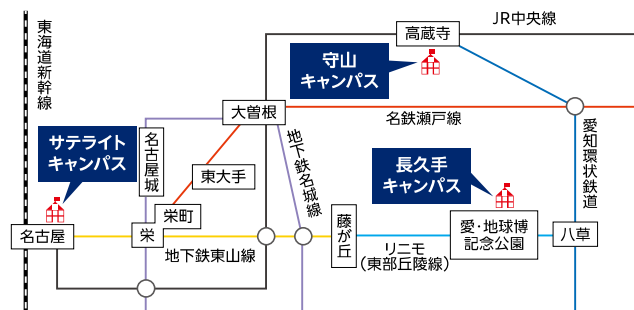 JR中央線
高蔵寺
東海道新幹線
守山
キャンパス
大曽根
名鉄瀬戸線
サテライト
キャンパス
名古屋城
地下鉄名城線
愛知環状鉄道
東大手
長久手
キャンパス
栄町
藤が丘
愛・地球博
記念公園
名古屋
栄
八草
地下鉄東山線
リニモ
(東部丘陵線)